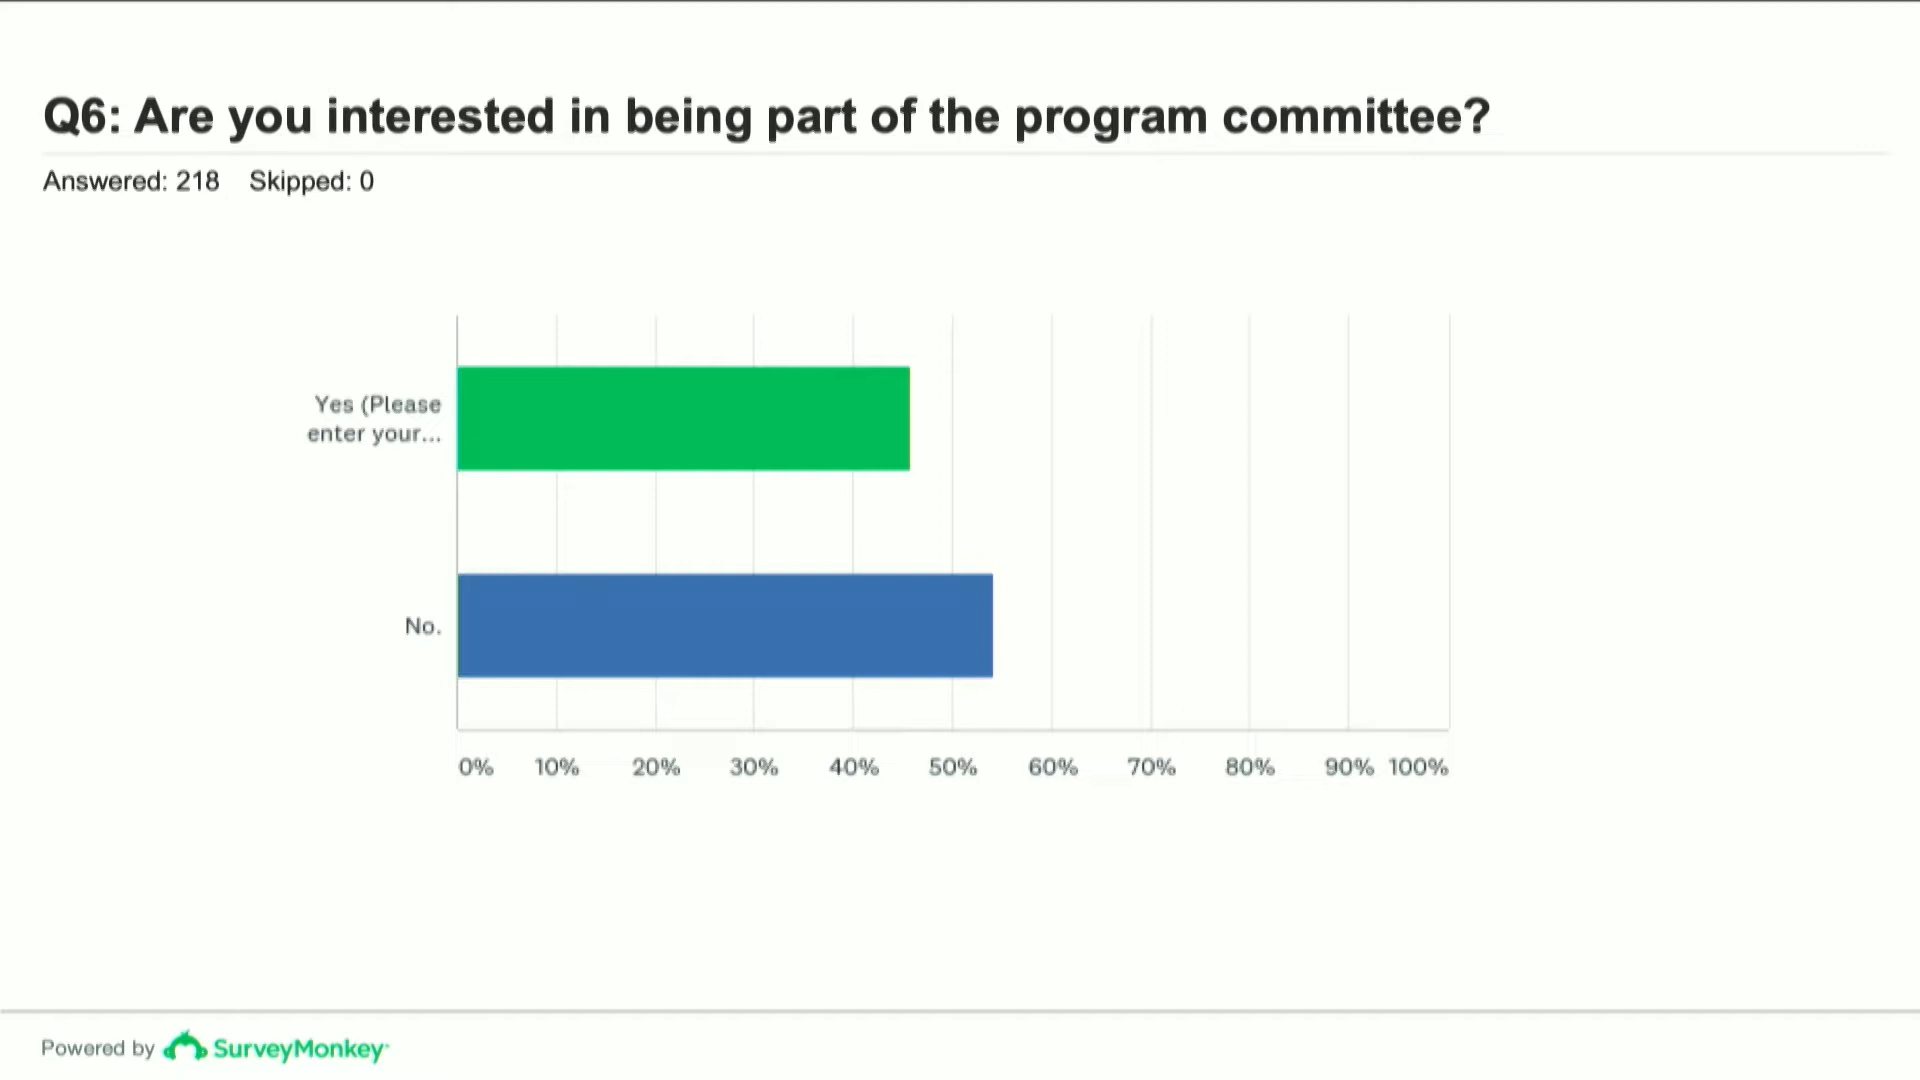 Q6: Are you interested in being part of the program committee?
Answered: 218 Skipped: 0
Yes (Please
enter your...
No.
0% 10% 20% 30% 40% 50% 60% 70% 80% 90% 100%
Powered by SurveyMonkey